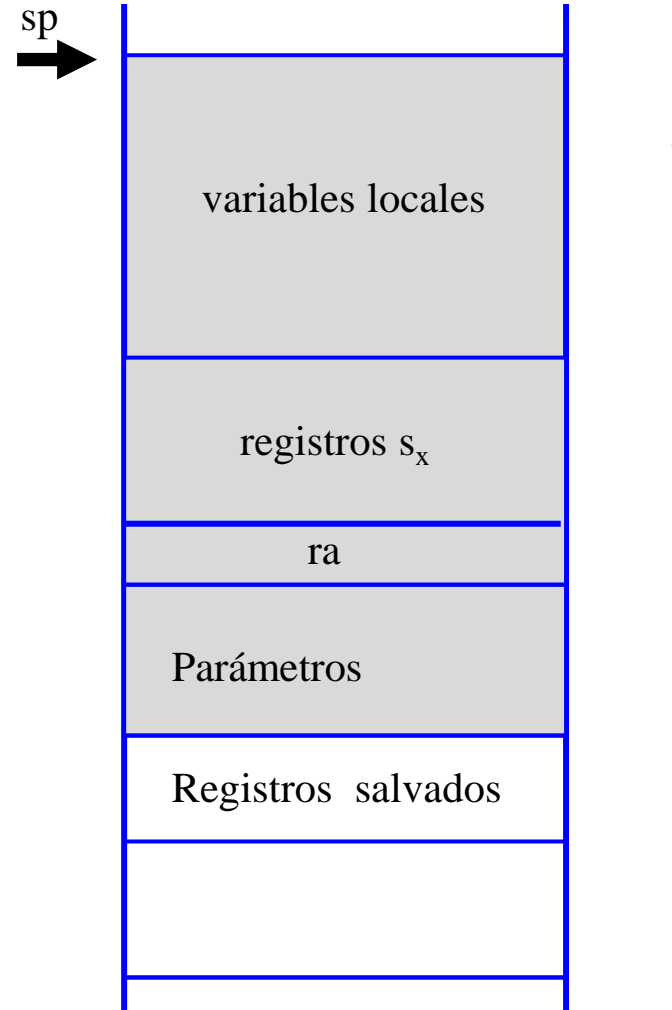 sp
variables locales
registros sₓ
ra
Parámetros
Registros salvados